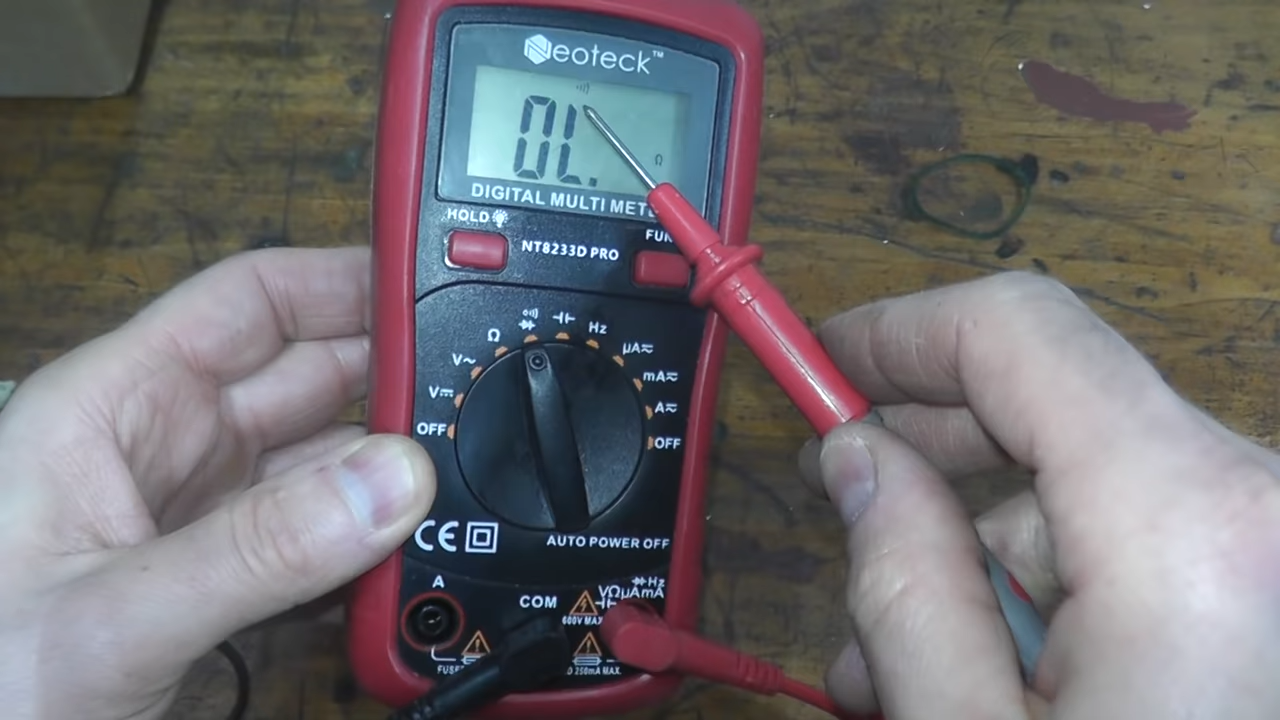 Neoteck™
OL.
Ω
DIGITAL MULTI
HOLD
NT8233D PRO
Ω
Hz
V~
µA
mA
V
A
OFF
OFF
CE
AUTO POWER OFF
A
COM
Hz
VΩµAmA
600V MAX
250mA MAX.